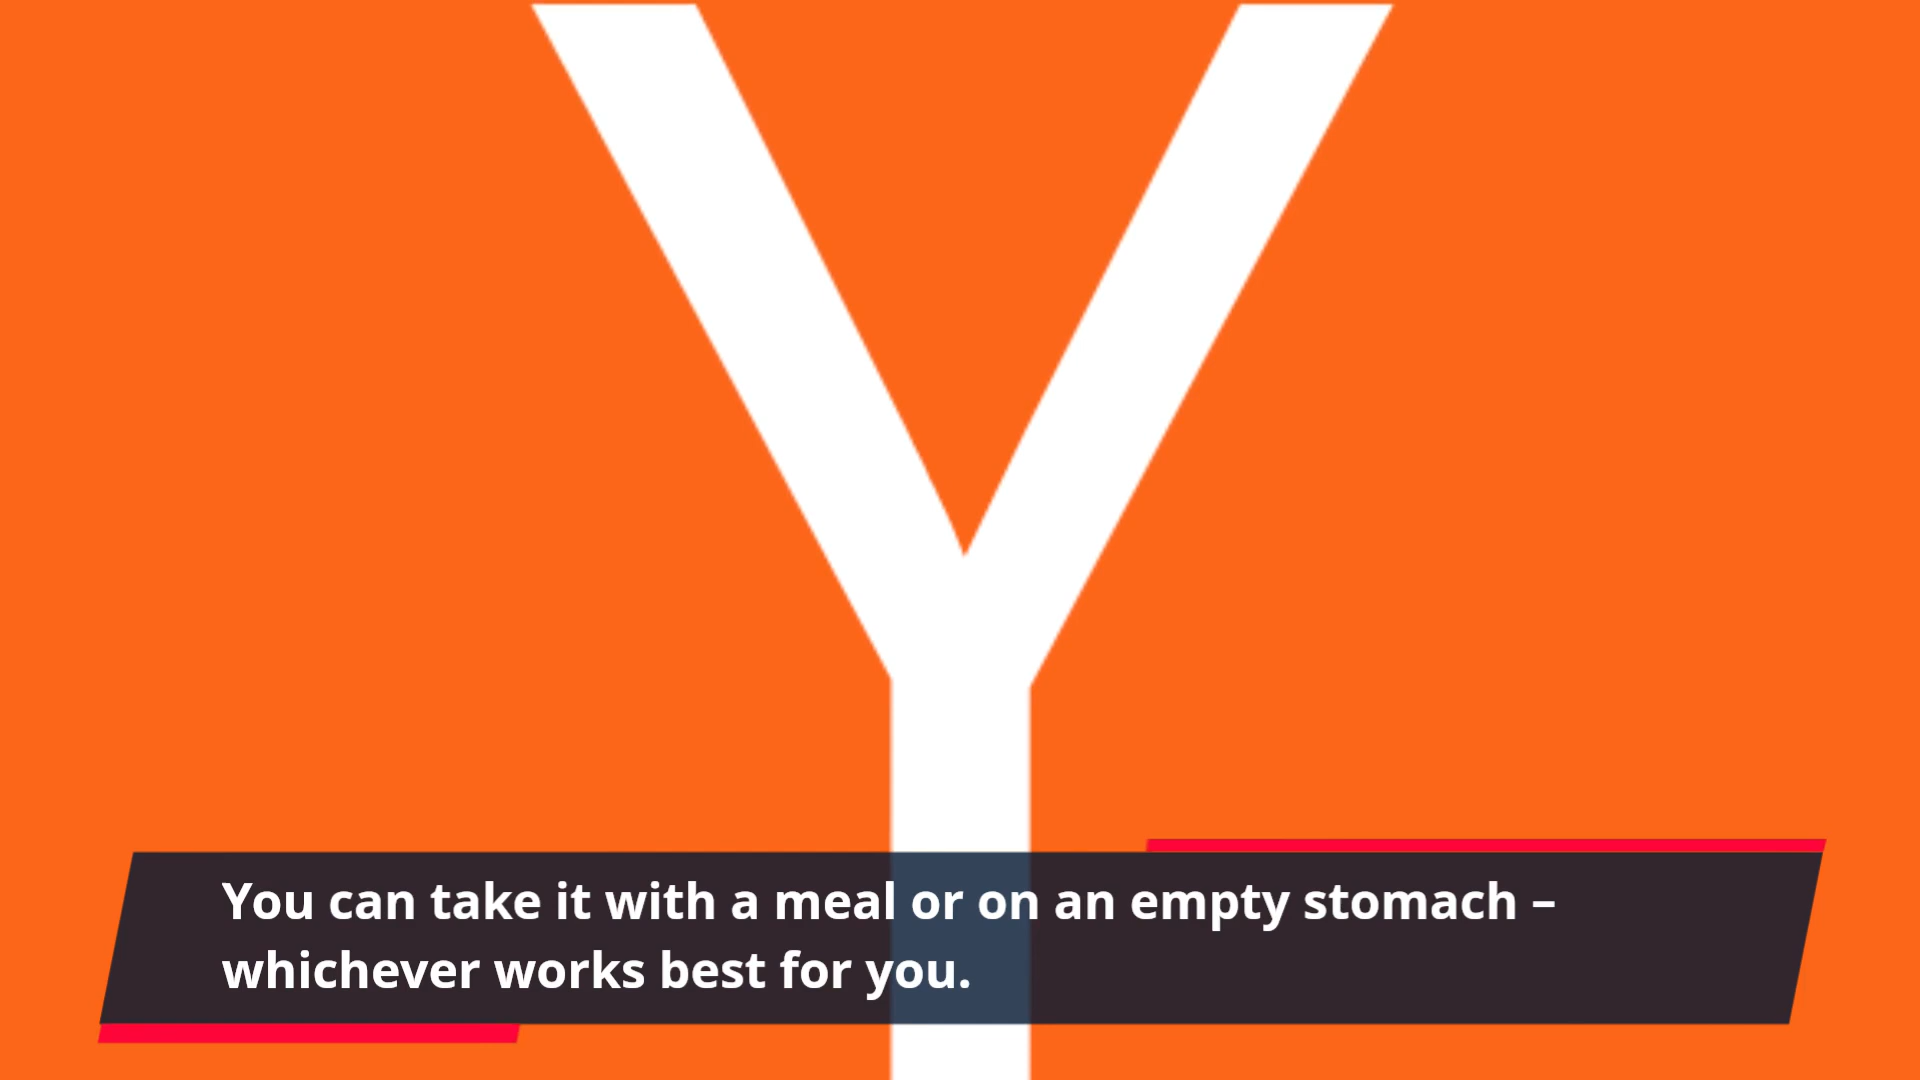 Y
You can take it with a meal or on an empty stomach –
whichever works best for you.